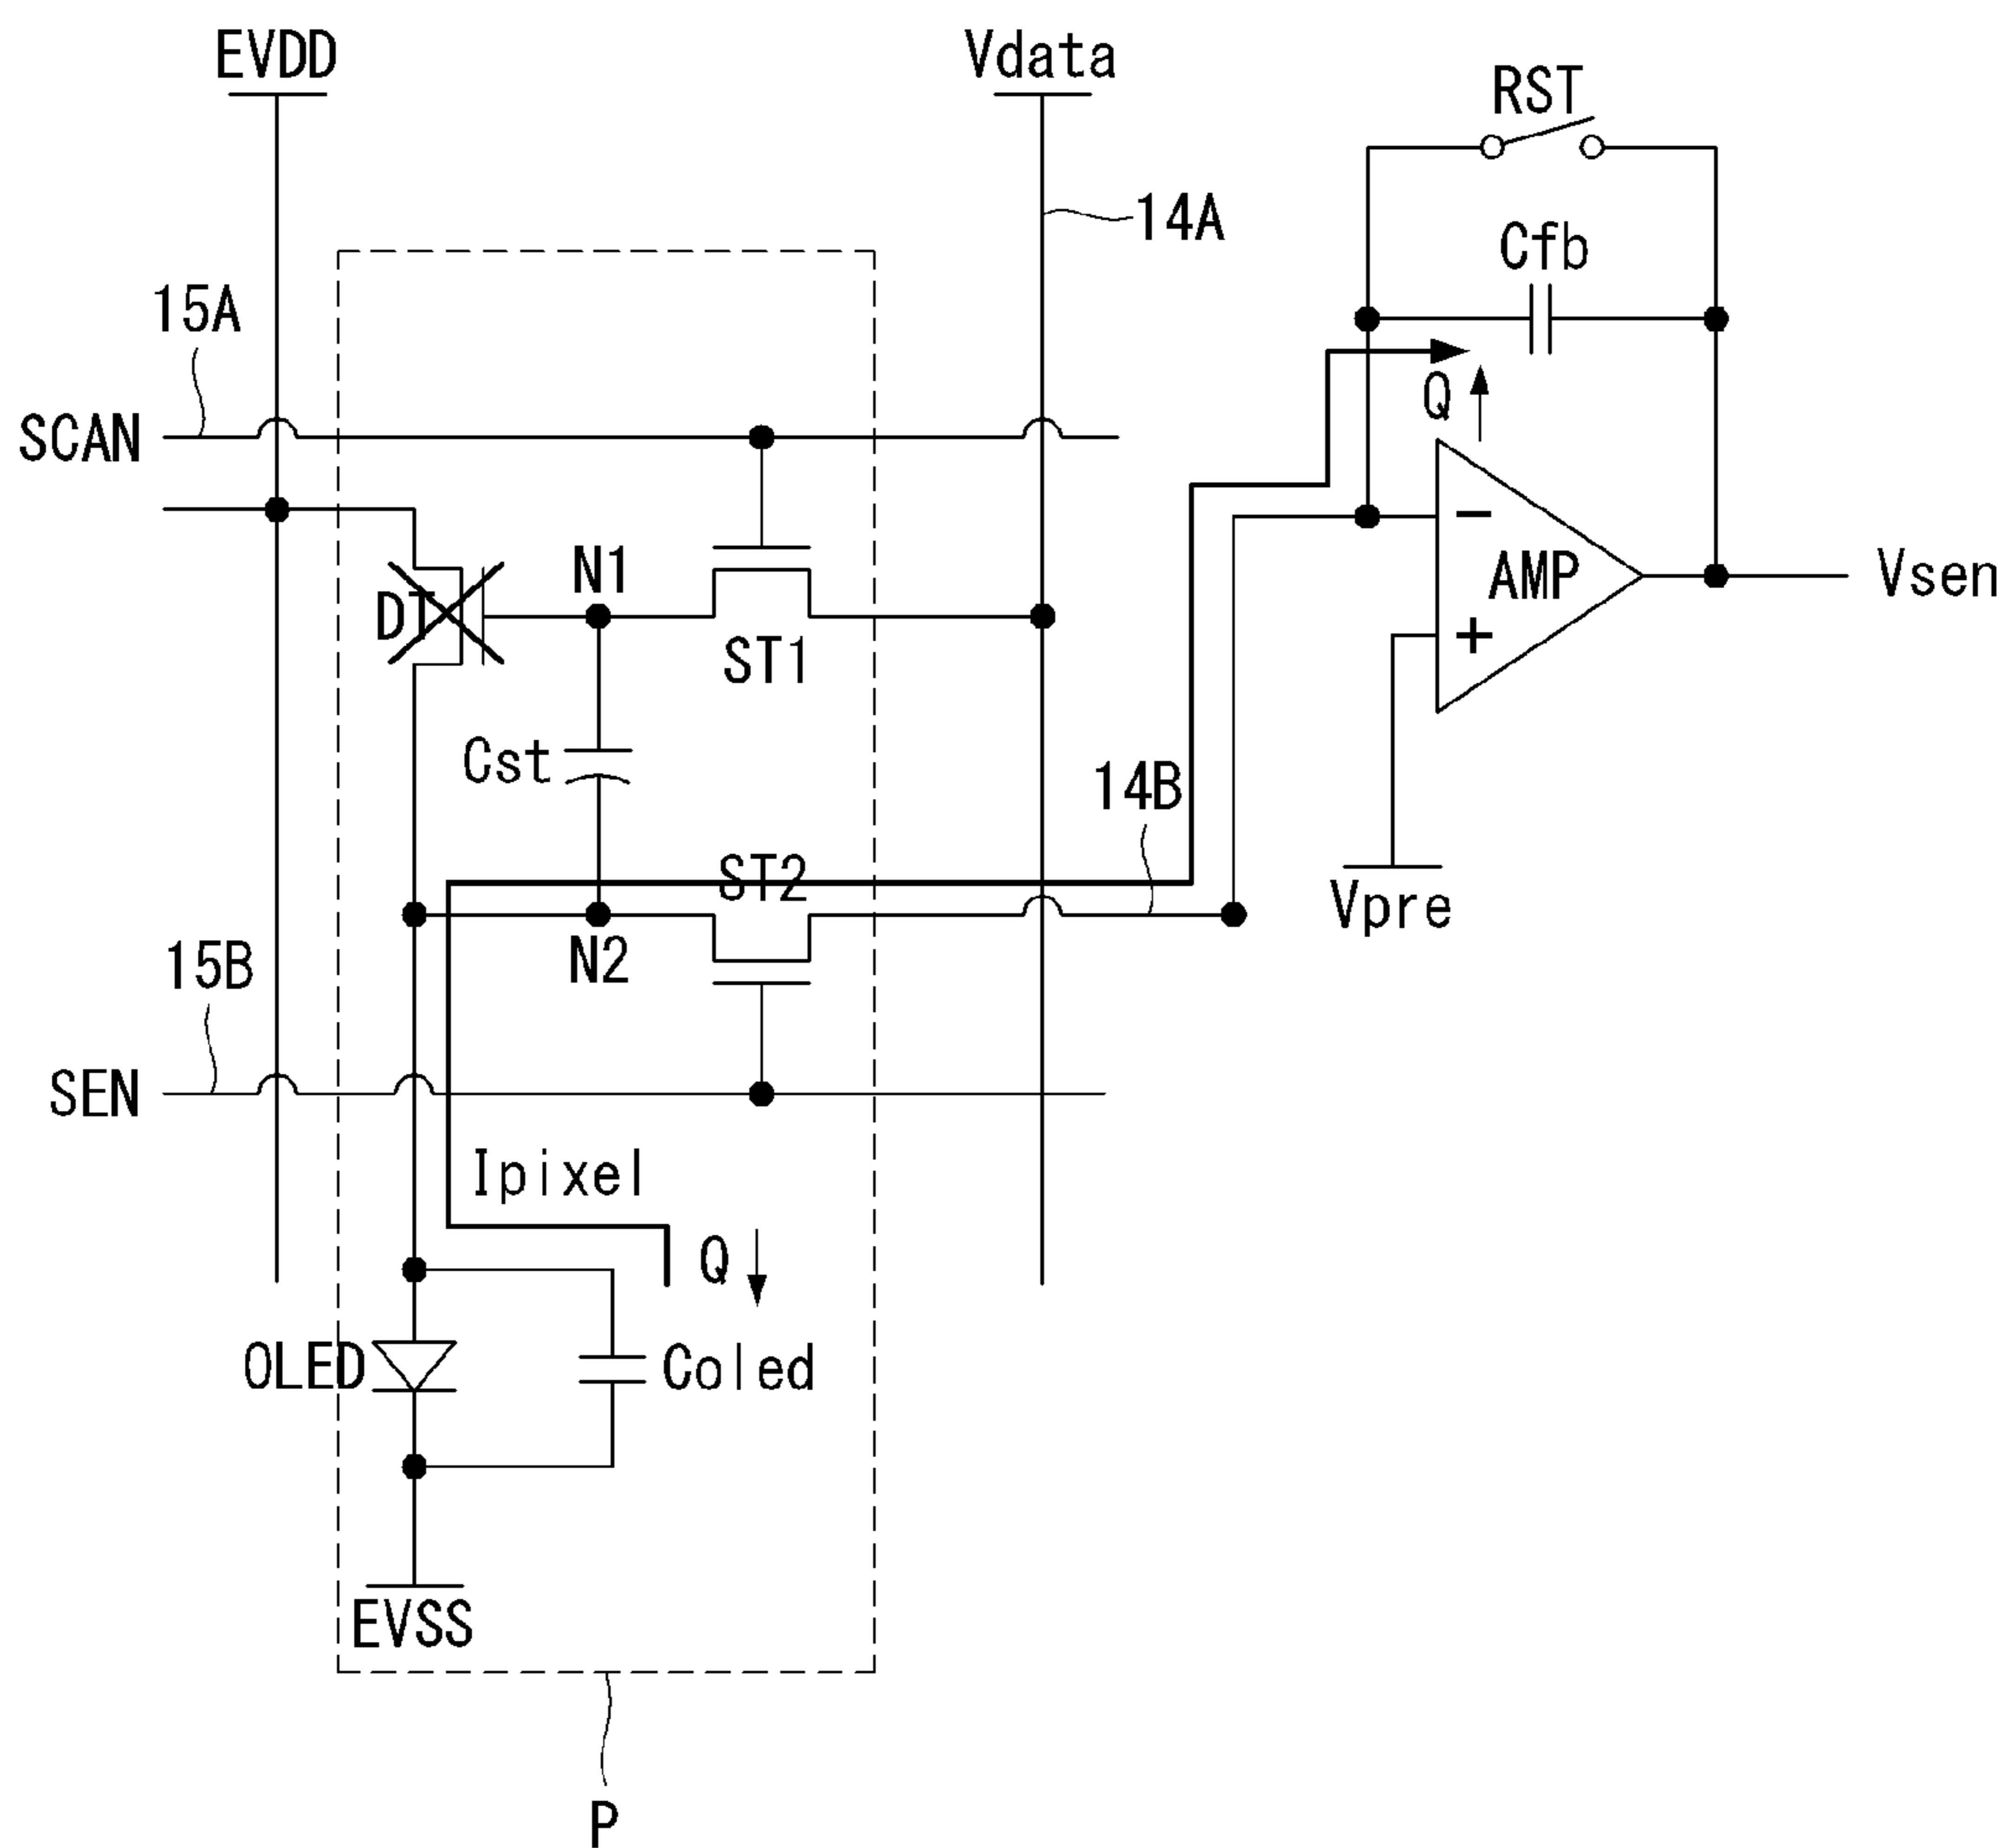 EVDD
Vdata
RST
14A
Cfb
15A
Q
SCAN
N1
DT
AMP
Vsen
ST1
Cst
14B
ST2
Vpre
N2
15B
SEN
Ipixel
Q
OLED
Coled
EVSS
P